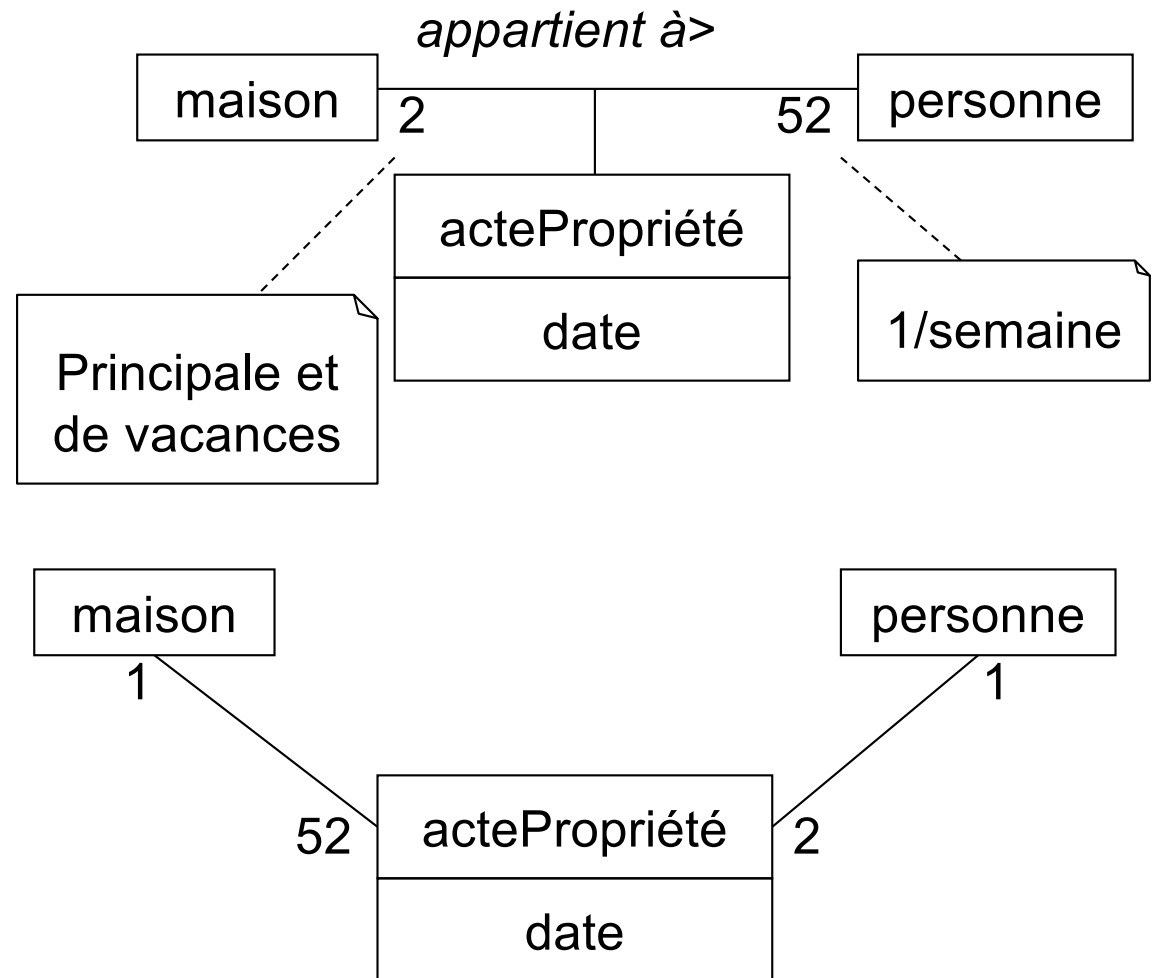 appartient à>
maison
2
52
personne
actePropriété
date
Principale et
de vacances
1/semaine
maison
personne
1
1
52
actePropriété
2
date